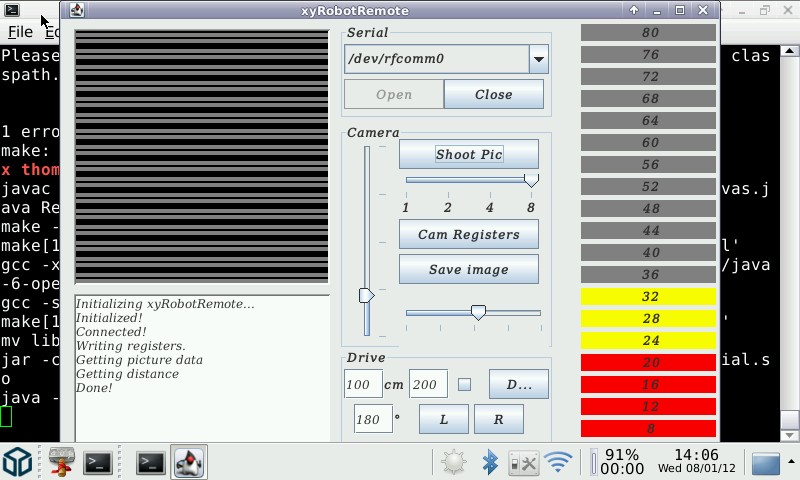 xyRobotRemote
File
Please
spath.
1 erro
make:
x thom
javac
ava Re
make -
make[1
gcc -x
-6-ope
gcc -s
make[1
mv lib
jar -c
o
java -
clas
vas.j
l'
/java
'
ial.s
Serial
/dev/rfcomm0
Open
Close
Camera
Shoot Pic
1 2 4 8
Cam Registers
Save image
Initializing xyRobotRemote...
Initialized!
Connected!
Writing registers.
Getting picture data
Getting distance
Done!
Drive
100 cm 200 D...
180 ° L R
80
76
72
68
64
60
56
52
48
44
40
36
32
28
24
20
16
12
8
91%
00:00
14:06
Wed 08/01/12